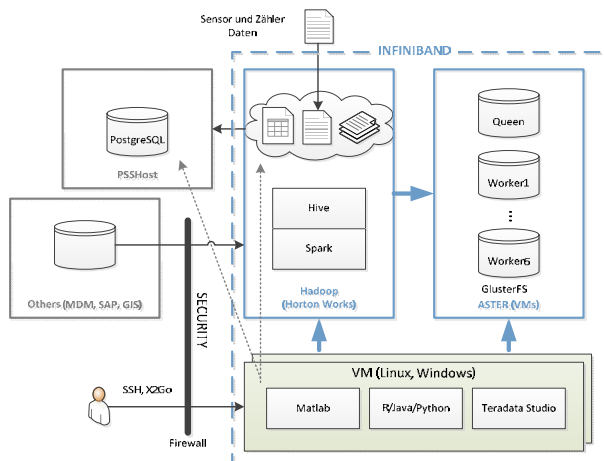 Sensor und Zähler
Daten
INFINIBAND
PostgreSQL
PSSHost
Queen
Worker1
...
Worker6
GlusterFS
ASTER (VMs)
Hive
Spark
Hadoop
(Horton Works)
Others (MDM, SAP, GIS)
SECURITY
SSH, X2Go
Firewall
VM (Linux, Windows)
Matlab
R/Java/Python
Teradata Studio